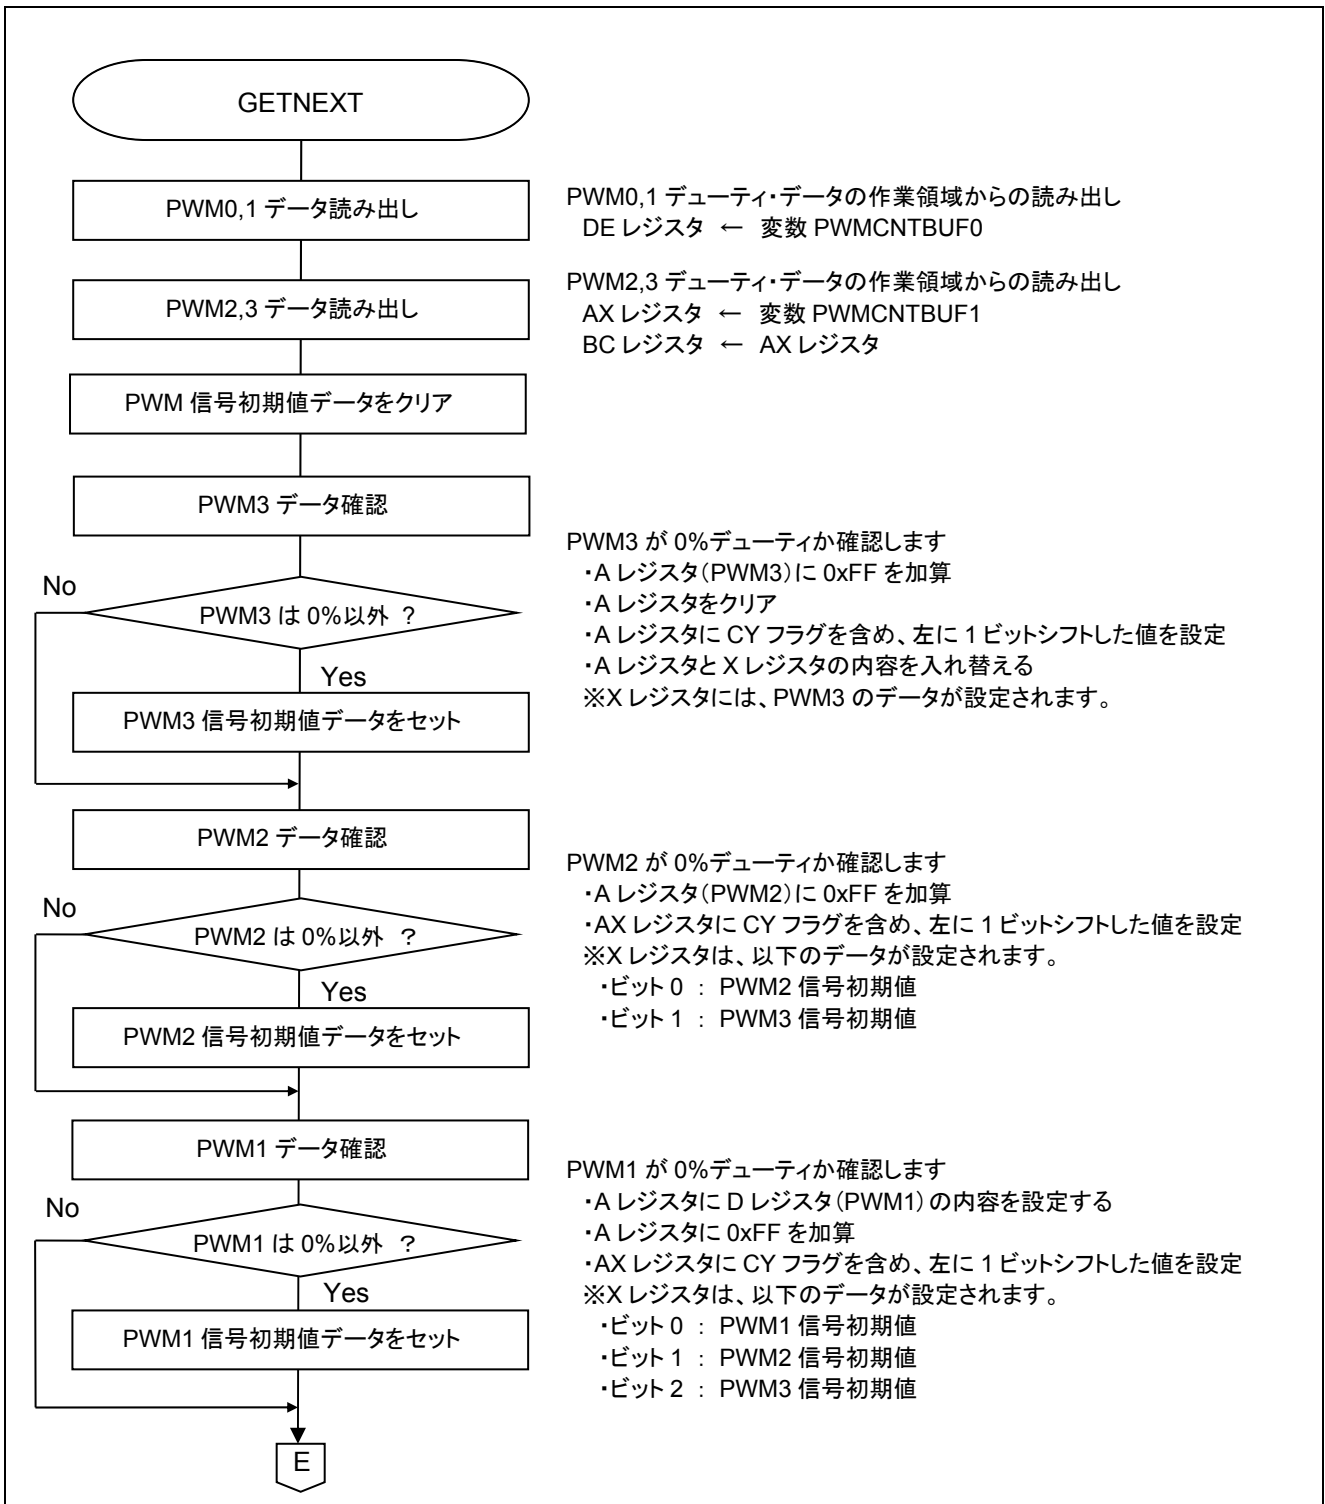 GETNEXT
PWM0,1 データ読み出し
PWM0,1 デューティ・データの作業領域からの読み出し
DE レジスタ ← 変数 PWMCNTBUF0
PWM2,3 データ読み出し
PWM2,3 デューティ・データの作業領域からの読み出し
AX レジスタ ← 変数 PWMCNTBUF1
BC レジスタ ← AX レジスタ
PWM 信号初期値データをクリア
PWM3 データ確認
PWM3 が 0%デューティか確認します
・A レジスタ(PWM3)に 0xFF を加算
・A レジスタをクリア
・A レジスタに CY フラグを含め、左に 1 ビットシフトした値を設定
・A レジスタと X レジスタの内容を入れ替える
※X レジスタには、PWM3 のデータが設定されます。
No
PWM3 は 0%以外 ?
Yes
PWM3 信号初期値データをセット
PWM2 データ確認
PWM2 が 0%デューティか確認します
・A レジスタ(PWM2)に 0xFF を加算
・AX レジスタに CY フラグを含め、左に 1 ビットシフトした値を設定
※X レジスタは、以下のデータが設定されます。
・ビット 0 : PWM2 信号初期値
・ビット 1 : PWM3 信号初期値
No
PWM2 は 0%以外 ?
Yes
PWM2 信号初期値データをセット
PWM1 データ確認
PWM1 が 0%デューティか確認します
・A レジスタに D レジスタ(PWM1)の内容を設定する
・A レジスタに 0xFF を加算
・AX レジスタに CY フラグを含め、左に 1 ビットシフトした値を設定
※X レジスタは、以下のデータが設定されます。
・ビット 0 : PWM1 信号初期値
・ビット 1 : PWM2 信号初期値
・ビット 2 : PWM3 信号初期値
No
PWM1 は 0%以外 ?
Yes
PWM1 信号初期値データをセット
E